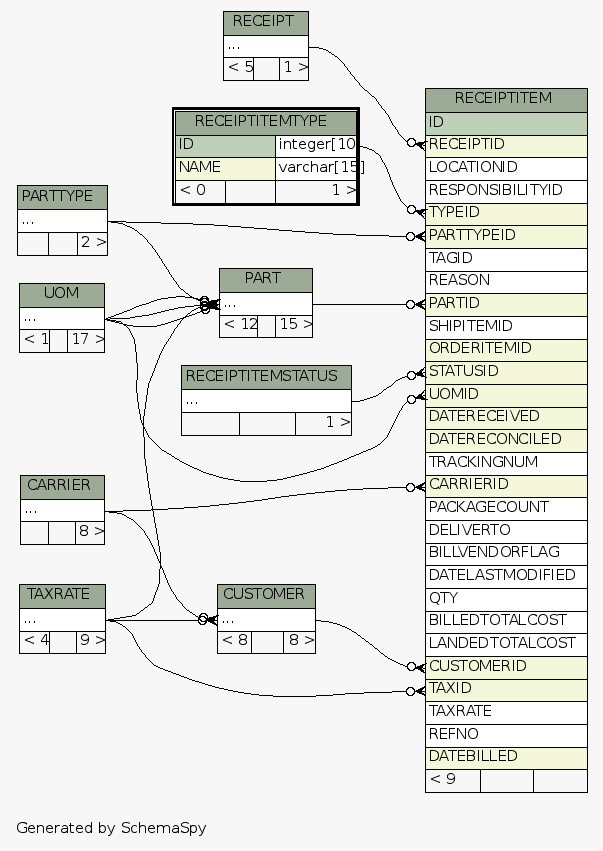 RECEIPT
...
< 5 1 >
RECEIPTITEMTYPE
ID integer[10
NAME varchar[15]
< 0 1 >
PARTTYPE
...
2 >
UOM
...
< 1 17 >
PART
...
< 12 15 >
RECEIPTITEMSTATUS
...
1 >
CARRIER
...
8 >
TAXRATE
...
< 4 9 >
CUSTOMER
...
< 8 8 >
RECEIPTITEM
ID
RECEIPTID
LOCATIONID
RESPONSIBILITYID
TYPEID
PARTTYPEID
TAGID
REASON
PARTID
SHIPITEMID
ORDERITEMID
STATUSID
UOMID
DATERECEIVED
DATERECONCILED
TRACKINGNUM
CARRIERID
PACKAGECOUNT
DELIVERTO
BILLVENDORFLAG
DATELASTMODIFIED
QTY
BILLEDTOTALCOST
LANDEDTOTALCOST
CUSTOMERID
TAXID
TAXRATE
REFNO
DATEBILLED
< 9
Generated by SchemaSpy